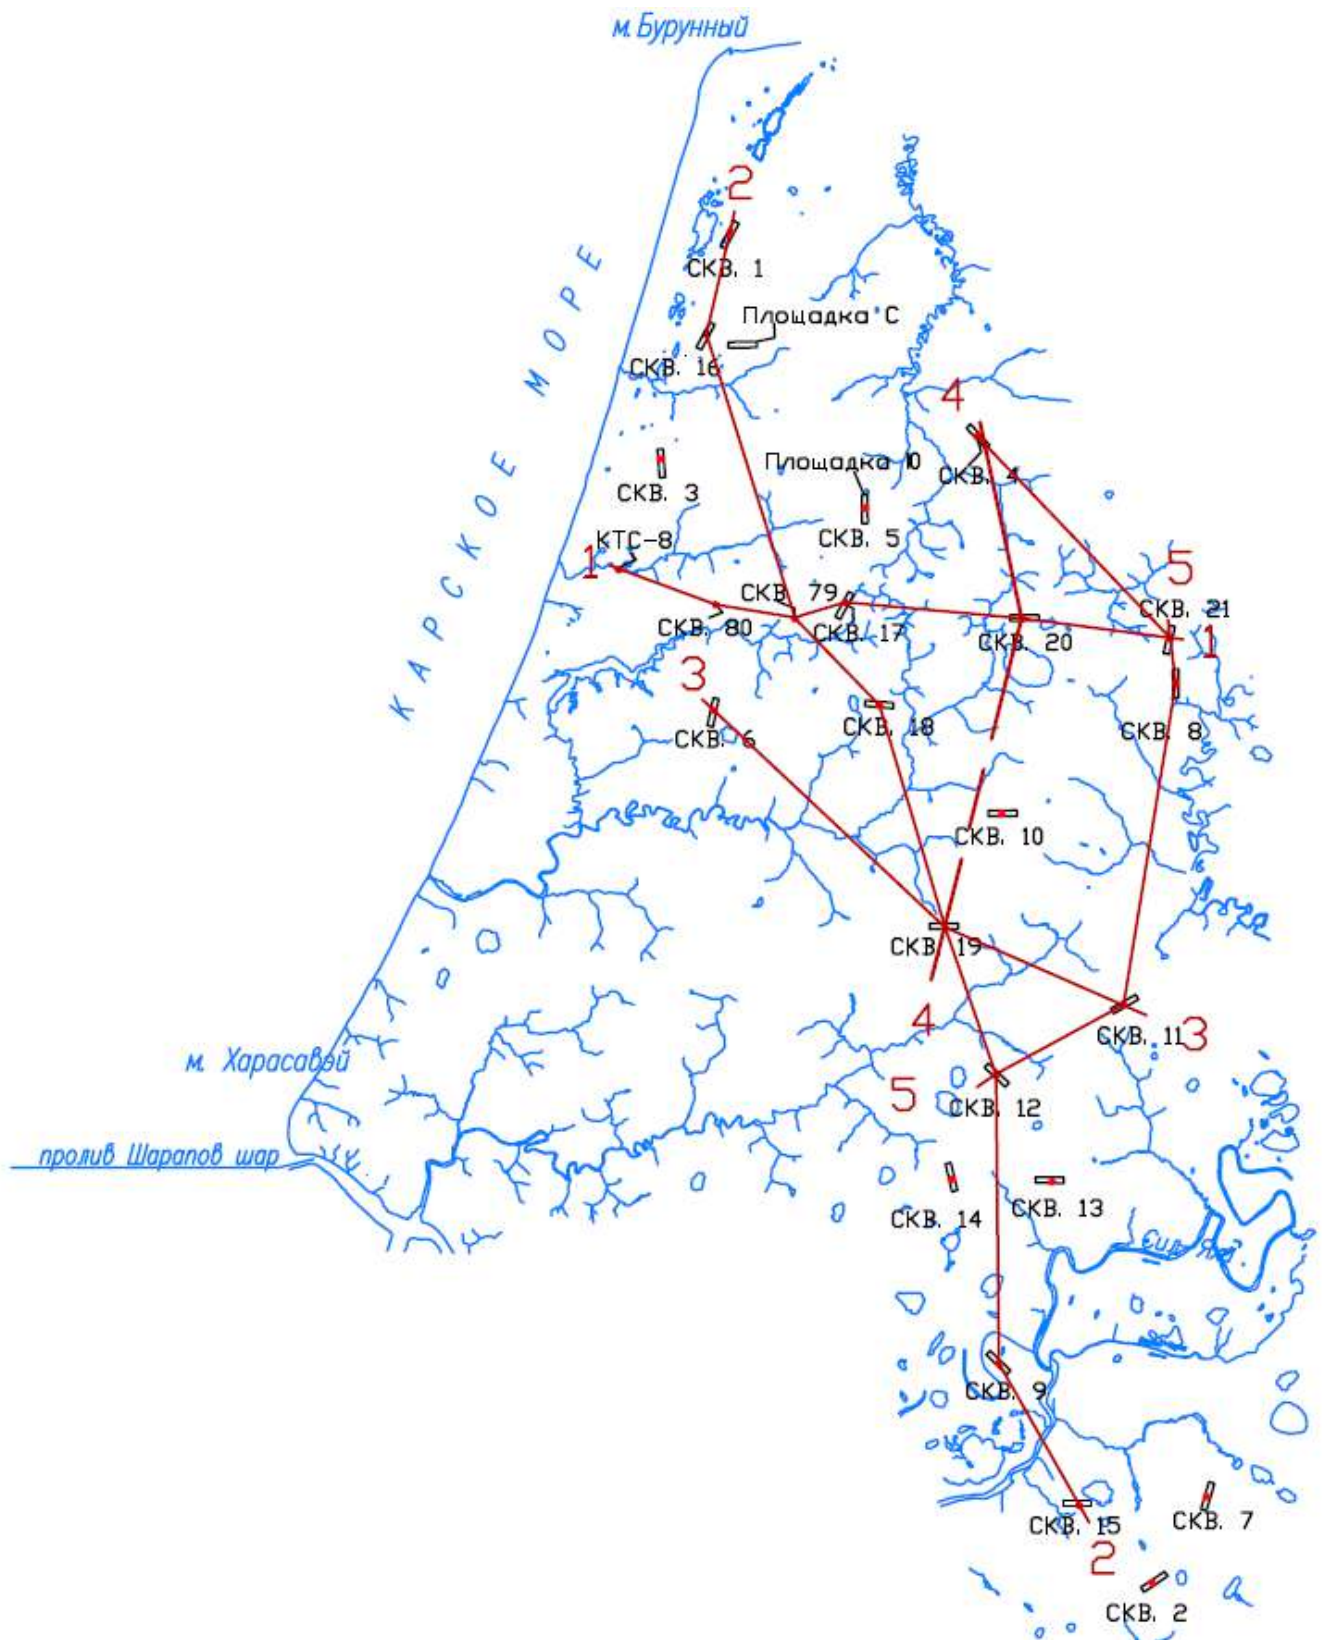 м. Бурунный
2
СКВ. 1
Площадка С
СКВ. 16
КАРСКОЕ МОРЕ
4
Площадка Ю
СКВ. 4
СКВ. 3
СКВ. 5
КТС-8
1
5
СКВ. 79
СКВ. 21
СКВ. 80
СКВ. 17
СКВ. 20
1
3
СКВ. 6
СКВ. 18
СКВ. 8
СКВ. 10
СКВ. 19
4
СКВ. 11
3
м. Харасавэй
5
СКВ. 12
пролив Шарапов шар
СКВ. 14
СКВ. 13
СКВ. 9
СКВ. 15
СКВ. 7
2
СКВ. 2